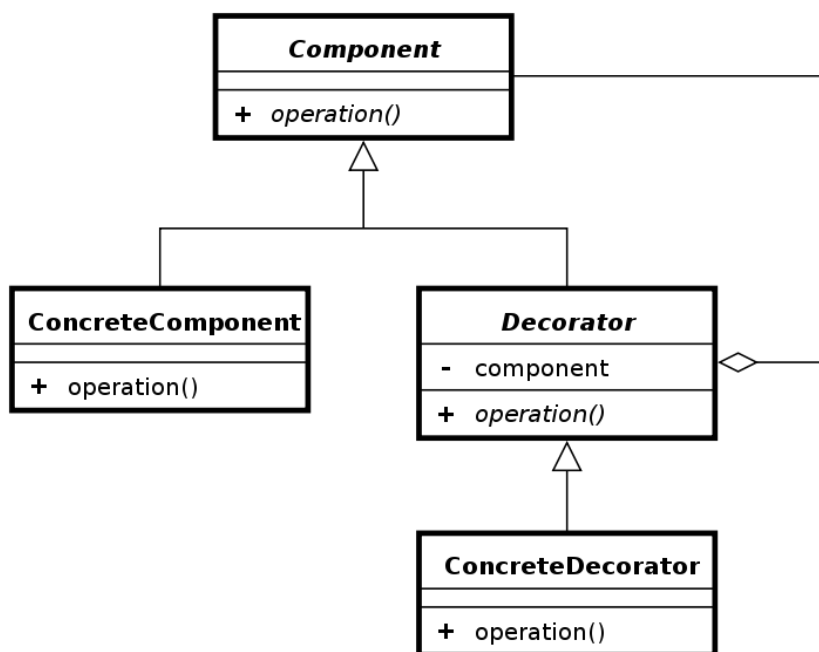 Component
+ operation()
ConcreteComponent
+ operation()
Decorator
- component
+ operation()
ConcreteDecorator
+ operation()